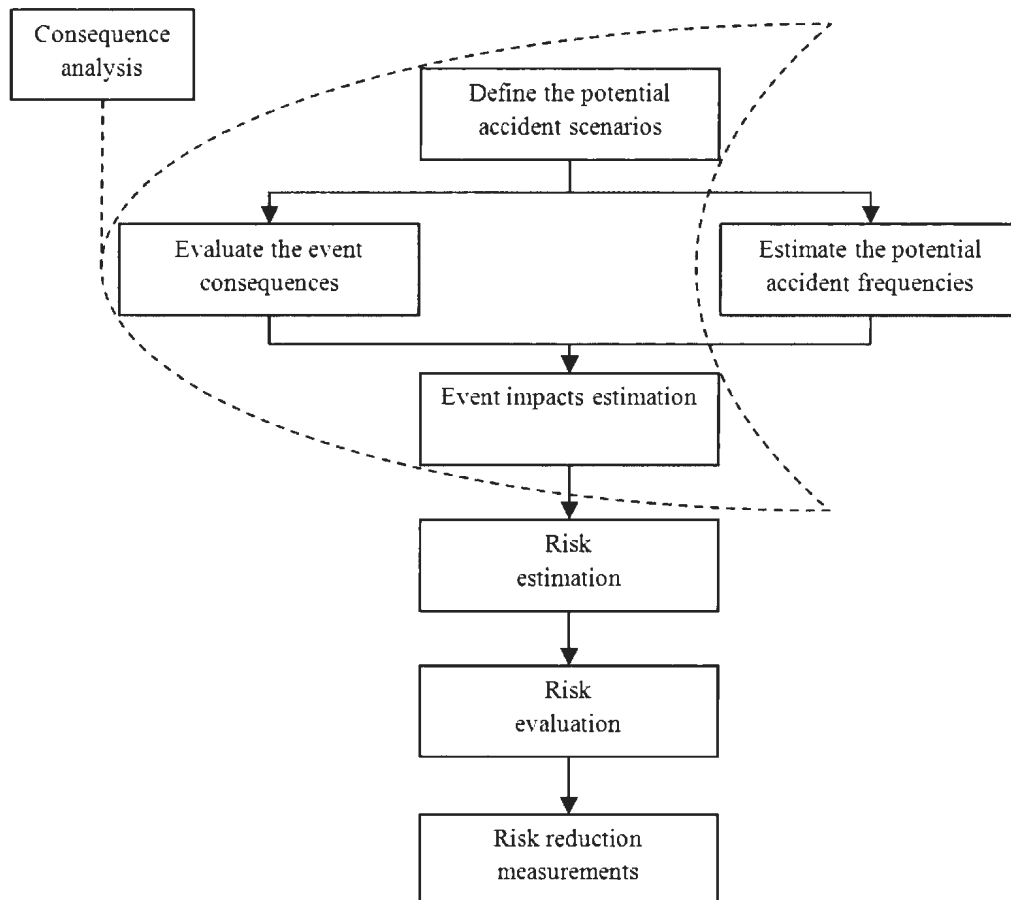 Consequence
analysis
Define the potential
accident scenarios
Evaluate the event
consequences
Estimate the potential
accident frequencies
Event impacts estimation
Risk
estimation
Risk
evaluation
Risk reduction
measurements